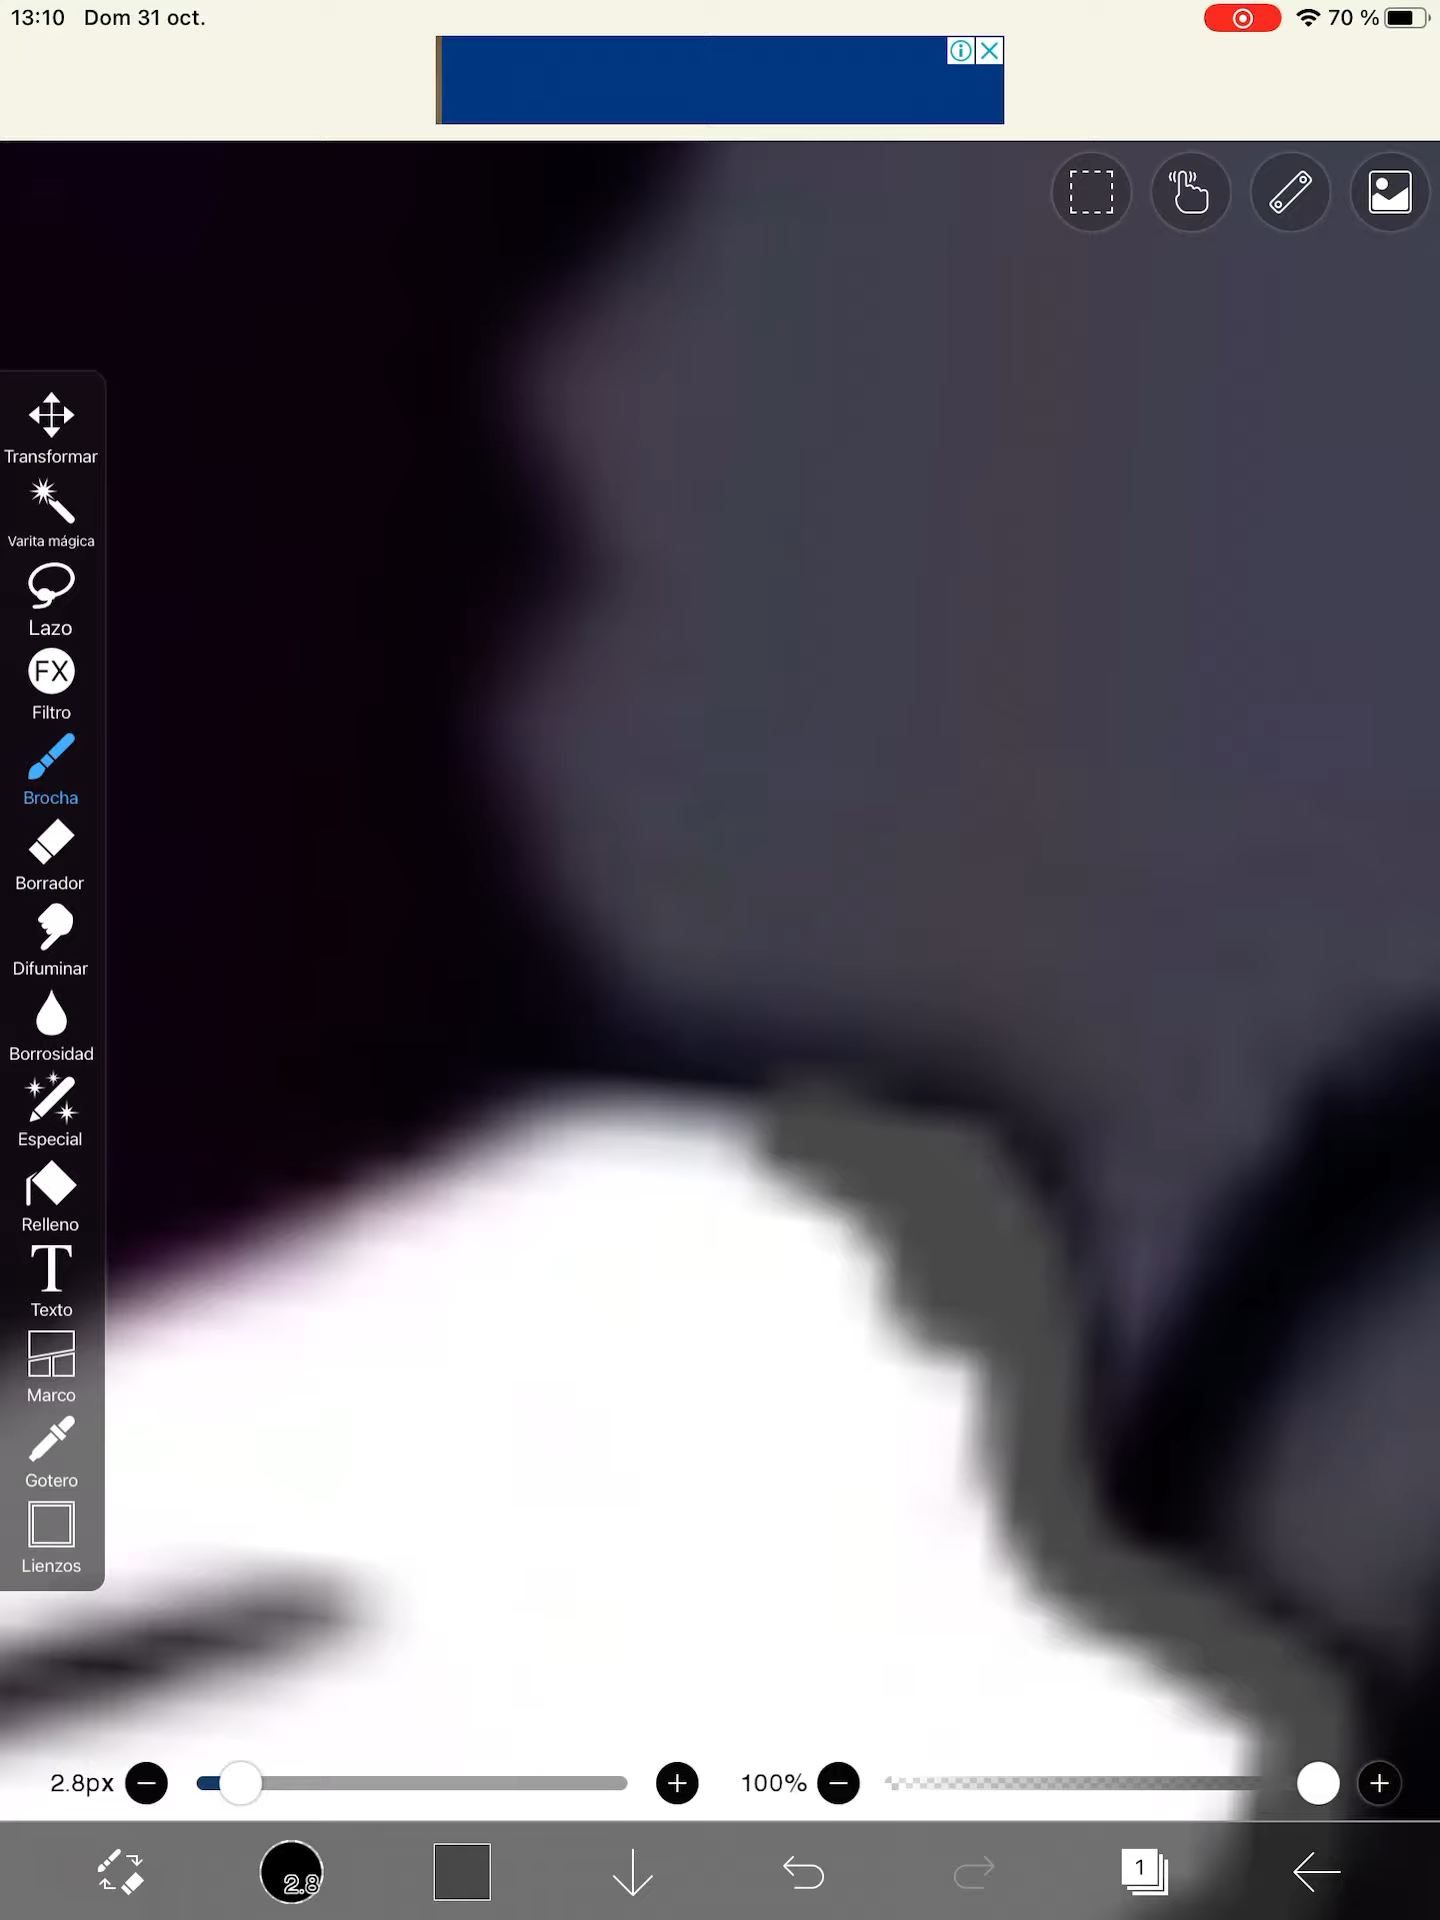 13:10 Dom 31 oct. 70 %
Transformar
Varita mágica
Lazo
FX
Filtro
Brocha
Borrador
Difuminar
Borrosidad
Especial
Relleno
T
Texto
Marco
Gotero
Lienzos
2.8px 100%
2.8 1